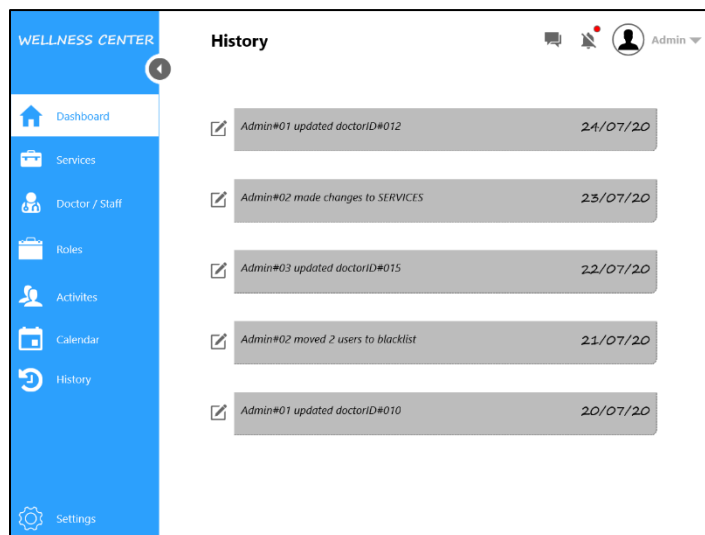 WELLNESS CENTER
History
Admin
Dashboard
Services
Doctor / Staff
Roles
Activites
Calendar
History
Settings
Admin#01 updated doctorID#012 24/07/20
Admin#02 made changes to SERVICES 23/07/20
Admin#03 updated doctorID#015 22/07/20
Admin#02 moved 2 users to blacklist 21/07/20
Admin#01 updated doctorID#010 20/07/20